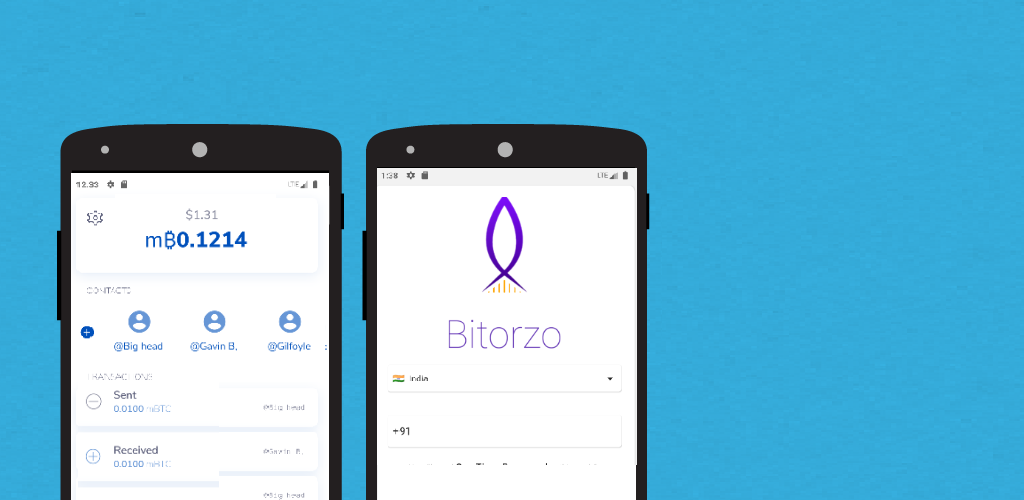 12.33
LTE
$1.31
m₿0.1214
CONTACTS
@Big head
@Gavin B.
@Gilfoyle
TRANSACTIONS
Sent
0.0100 mBTC
@Big head
Received
0.0100 mBTC
@Gavin B.
@Big head
1:38
LTE
Bitorzo
India
+91